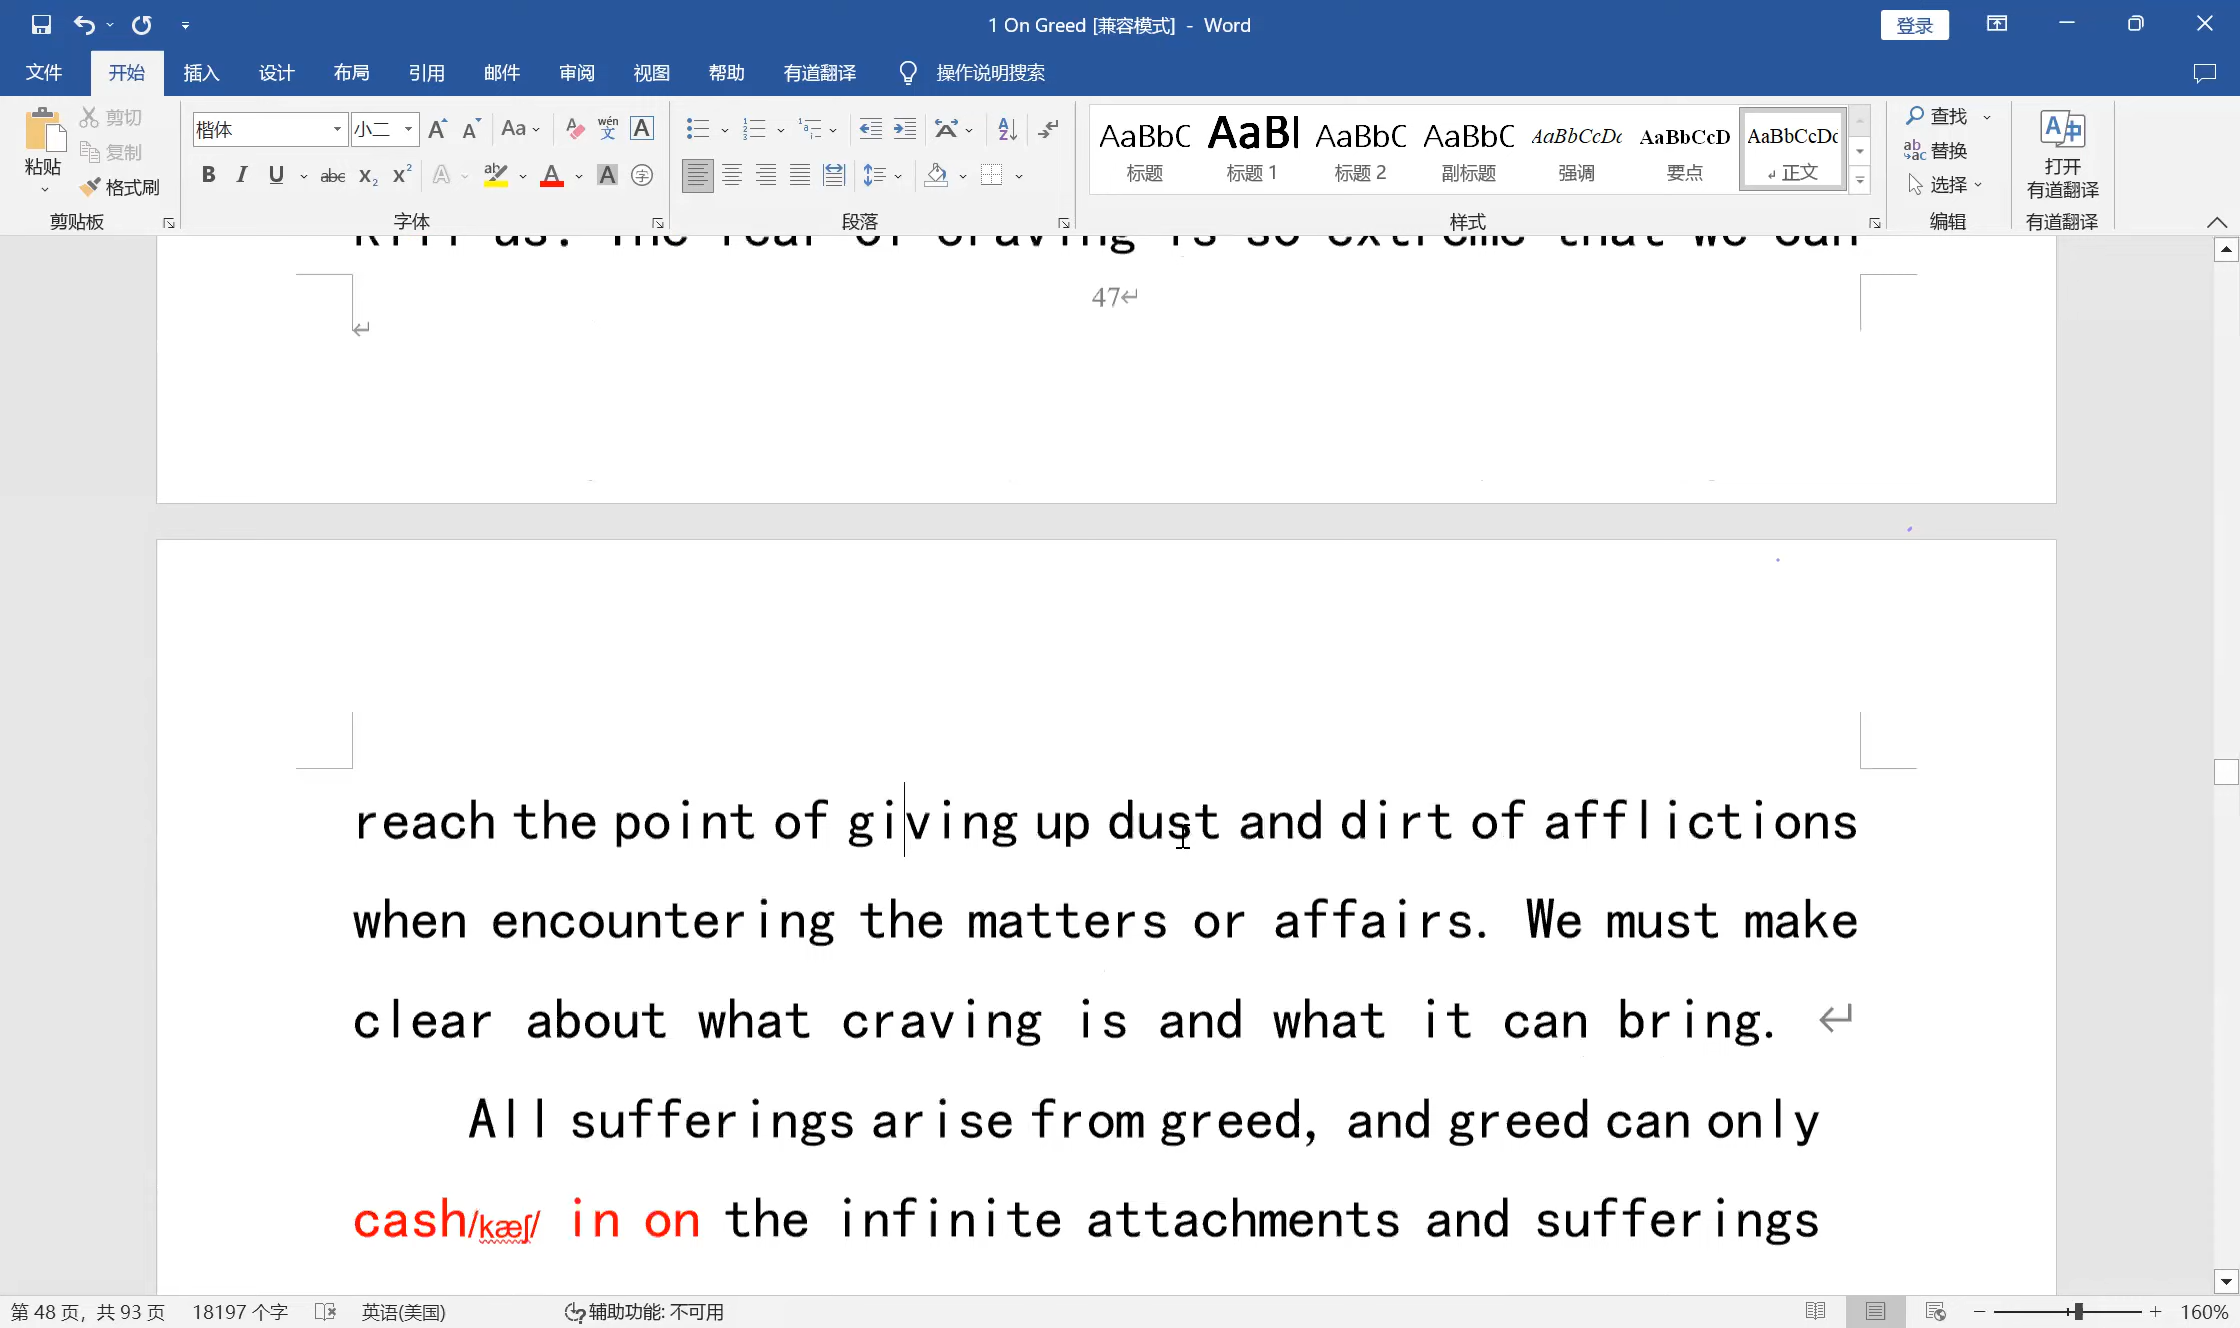 1 On Greed [兼容模式] - Word
登录
文件 开始 插入 设计 布局 引用 邮件 审阅 视图 帮助 有道翻译 操作说明搜索
粘贴
剪切
复制
格式刷
剪贴板
楷体 小二
Aa wén 文 A
B I U abc X₂ X² A ab A A 字
字体
段落
AaBbC AaBl AaBbC AaBbC AaBbCcDc AaBbCcD AaBbCcDc
标题 标题 1 标题 2 副标题 强调 要点 ↲ 正文
样式
查找
替换
选择
编辑
打开
有道翻译
有道翻译
kill us. The fear of craving is so extreme that we can
47↵
reach the point of giving up dust and dirt of afflictions
when encountering the matters or affairs. We must make
clear about what craving is and what it can bring. ↵
All sufferings arise from greed, and greed can only
cash/kæʃ/ in on the infinite attachments and sufferings
第 48 页，共 93 页 18197 个字 英语(美国) 辅助功能: 不可用 160%